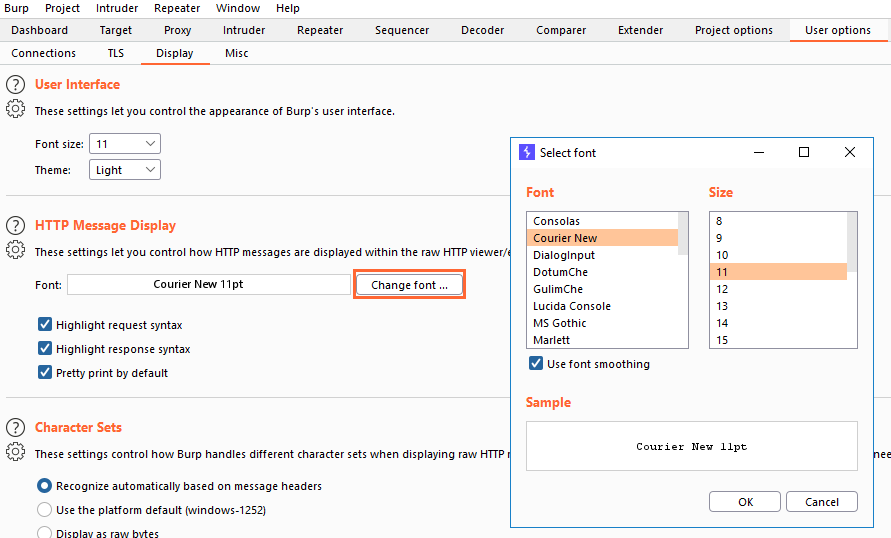 Burp Project Intruder Repeater Window Help
Dashboard Target Proxy Intruder Repeater Sequencer Decoder Comparer Extender Project options User options
Connections TLS Display Misc
? User Interface
These settings let you control the appearance of Burp's user interface.
Font size: 11
Theme: Light
? HTTP Message Display
These settings let you control how HTTP messages are displayed within the raw HTTP viewer/e
Font: Courier New 11pt Change font ...
Highlight request syntax
Highlight response syntax
Pretty print by default
? Character Sets
These settings control how Burp handles different character sets when displaying raw HTTP
Recognize automatically based on message headers
Use the platform default (windows-1252)
Display as raw bytes
Select font
Font Size
Consolas 8
Courier New 9
DialogInput 10
DotumChe 11
GulimChe 12
Lucida Console 13
MS Gothic 14
Marlett 15
Use font smoothing
Sample
Courier New 11pt
OK Cancel